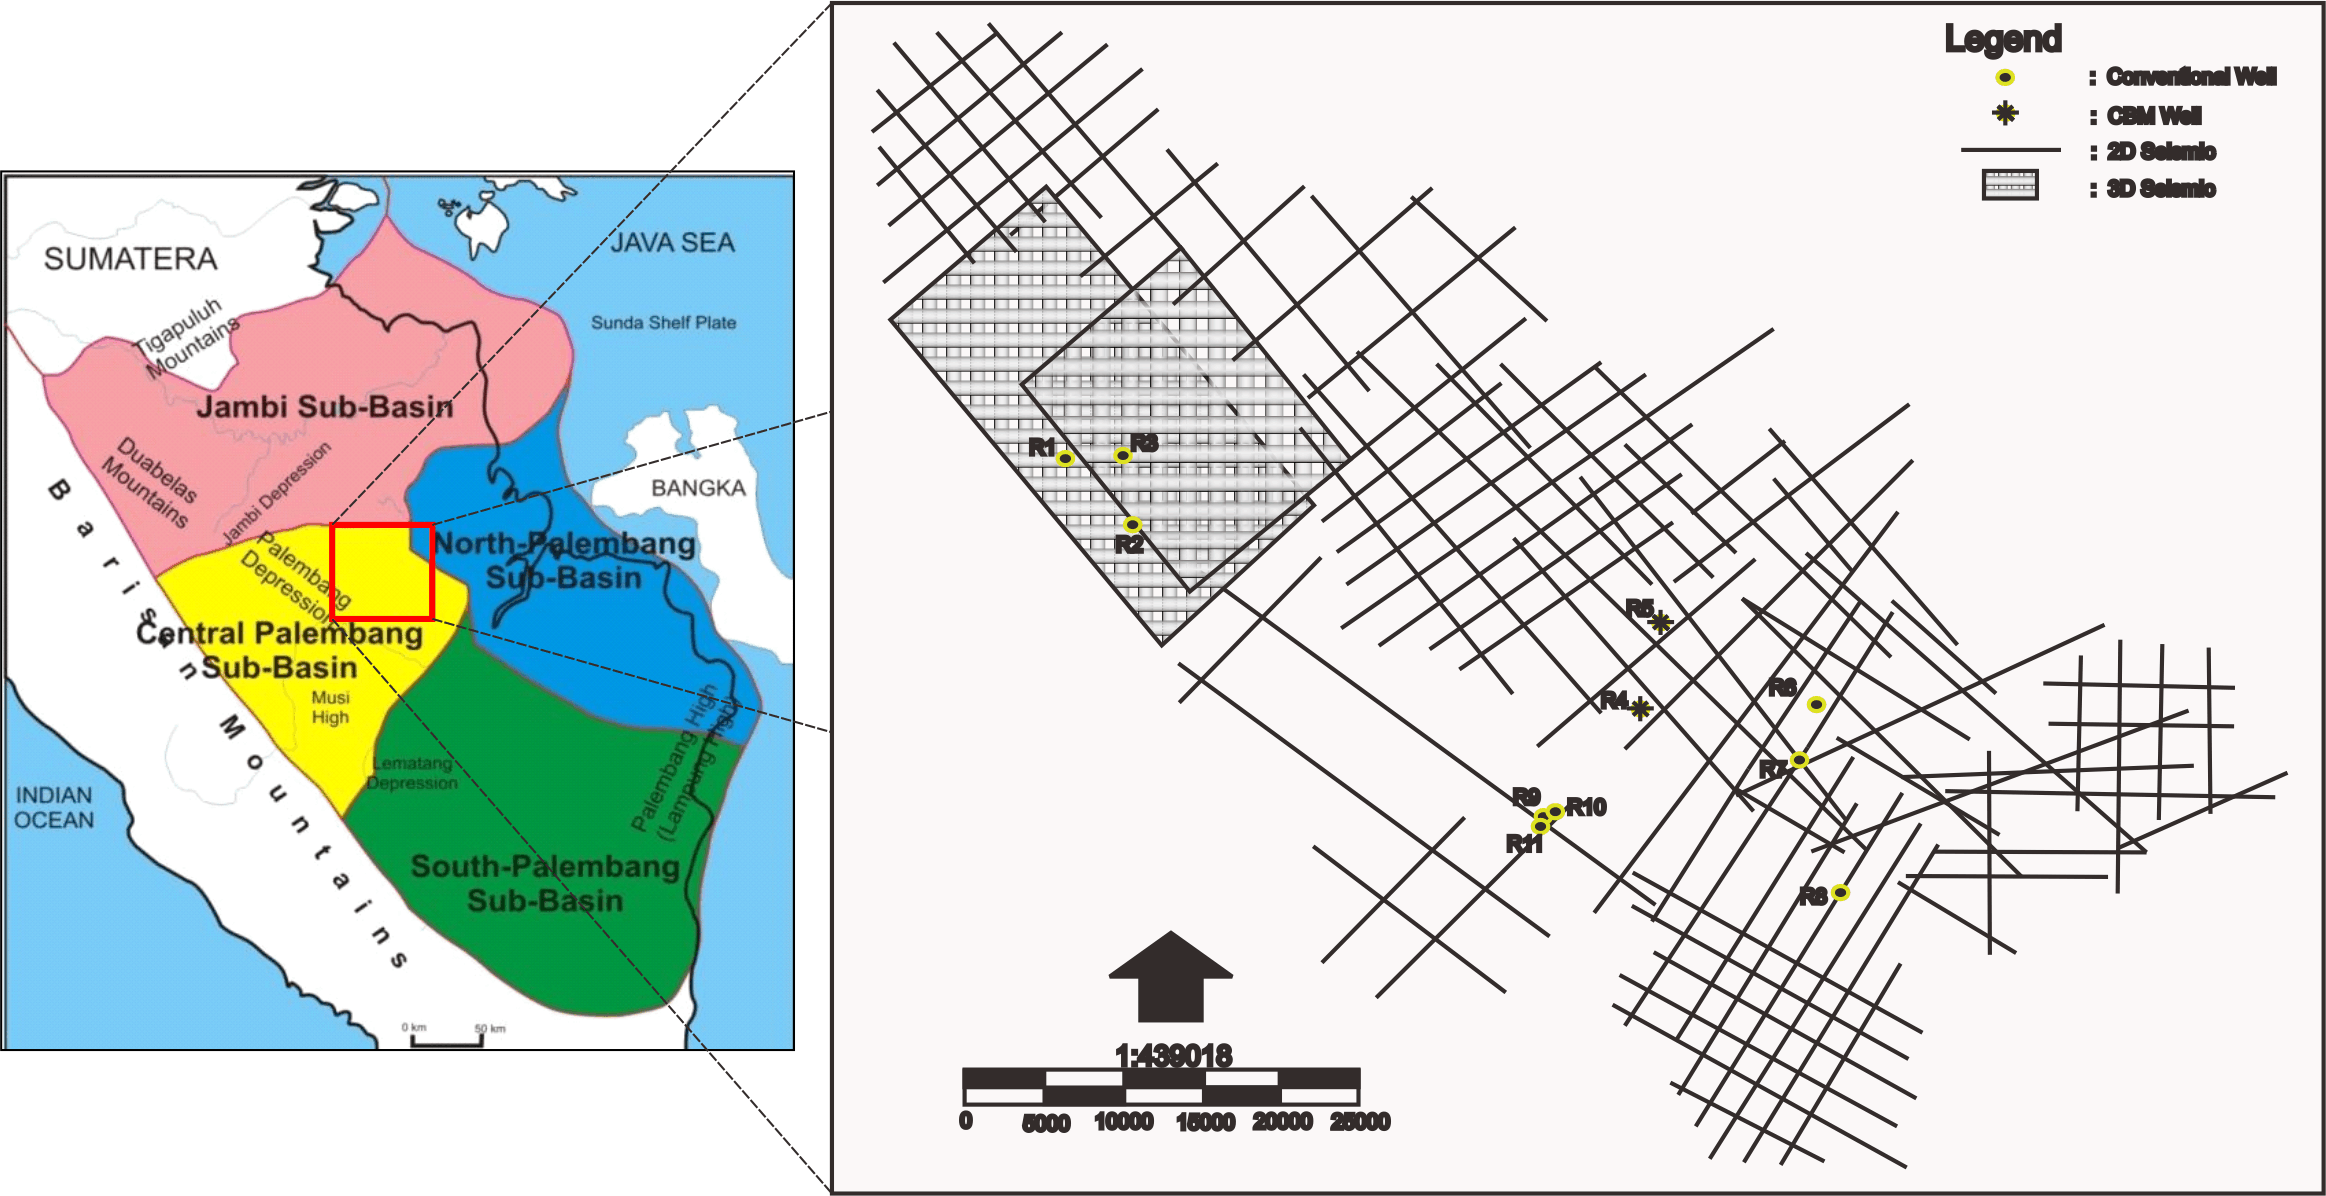 SUMATERA
JAVA SEA
Tigapuluh
Mountains
Sunda Shelf Plate
Jambi Sub-Basin
Duabelas
Mountains
Jambi Depression
BANGKA
Palembang
Depression
North-Palembang
Sub-Basin
Central Palembang
Sub-Basin
Musi
High
Barisan Mountains
Lematang
Depression
Palembang High
(Lampung High)
INDIAN
OCEAN
South-Palembang
Sub-Basin
0 km 50 km
Legend
: Conventional Well
: CBM Well
: 2D Seismic
: 3D Seismic
R1
R3
R2
R5
R4
R6
R7
R9
R10
R11
R8
1:439018
0 5000 10000 15000 20000 25000